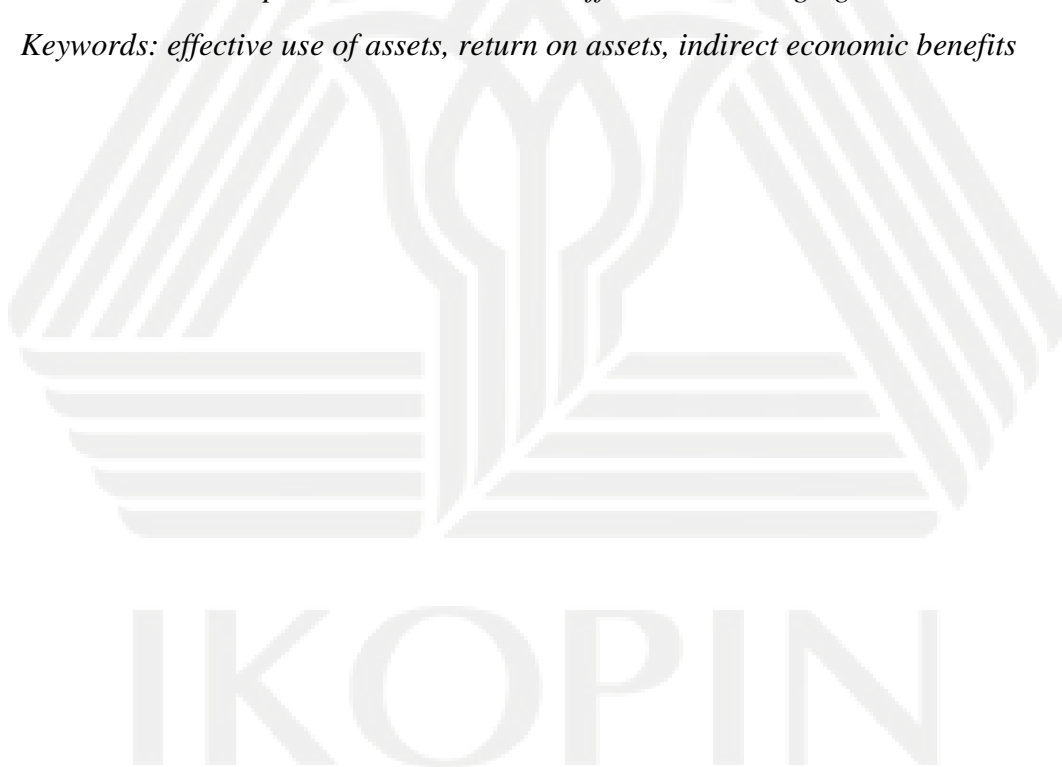 Keywords: effective use of assets, return on assets, indirect economic benefits
IKOPIN